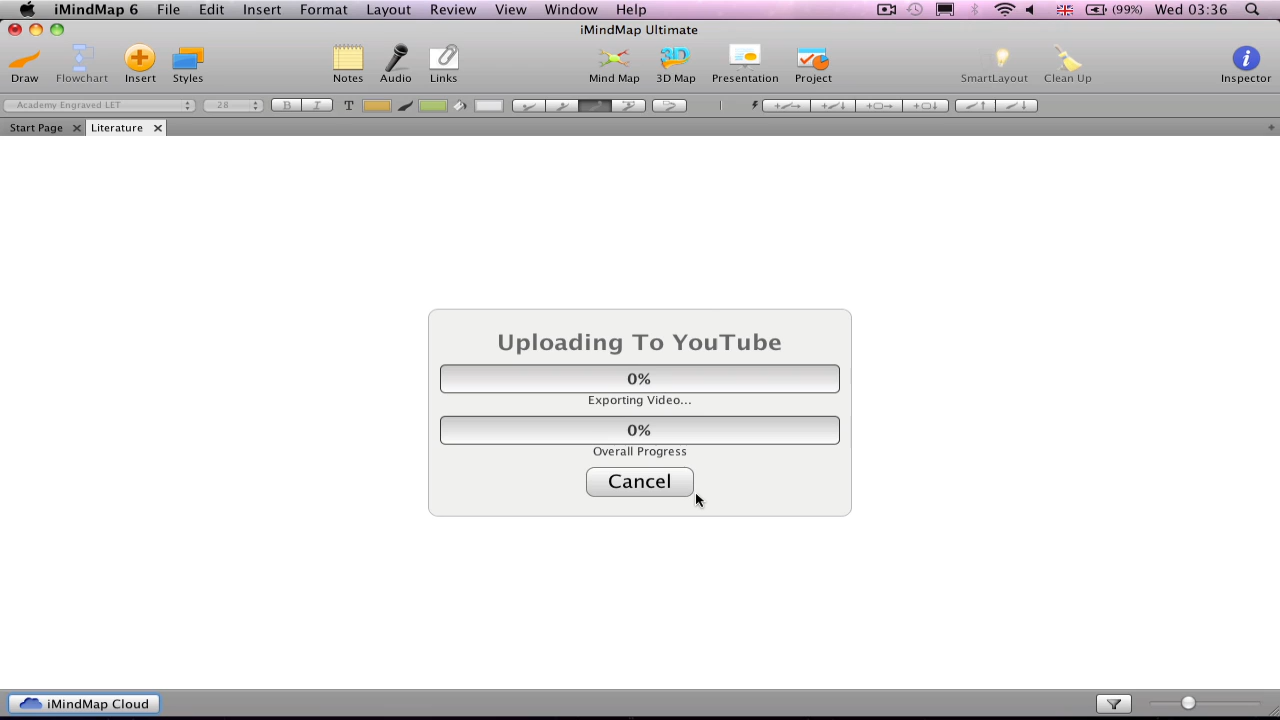 iMindMap 6 File Edit Insert Format Layout Review View Window Help (99%) Wed 03:36
iMindMap Ultimate
Draw Flowchart Insert Styles Notes Audio Links Mind Map 3D Map Presentation Project SmartLayout Clean Up Inspector
Academy Engraved LET 28 B I T
Start Page Literature
Uploading To YouTube
0%
Exporting Video...
0%
Overall Progress
Cancel
iMindMap Cloud